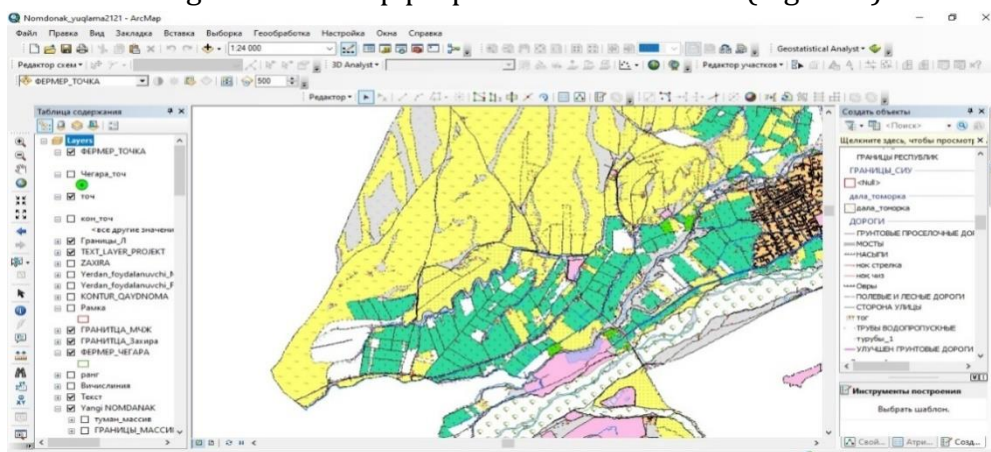 Nomdonak_yuqlama2121 - ArcMap
Файл Правка Вид Закладка Вставка Выборка Геообработка Настройка Окна Справка
1:24 000
Geostatistical Analyst
Редактор схем
3D Analyst
Редактор участков
ФЕРМЕР_ТОЧКА
500
Редактор
Таблица содержания
Layers
ФЕРМЕР_ТОЧКА
Чегара_точ
точ
кон_точ
<все другие значени
Границы_Л
TEXT_LAYER_PROJEKT
ZAXIRA
Yerdan_foydalanuvchi_
Yerdan_foydalanuvchi_F
KONTUR_QAYDNOMA
Рамка
ГРАНИТЦА_МЧЖ
ГРАНИТЦА_Захира
ФЕРМЕР_ЧЕГАРА
ранг
Вичислиния
Текст
Yangi NOMDANAK
туман_массив
ГРАНИЦЫ_МАССИ
Создать объекты
<Поиск>
Щелкните здесь, чтобы просмотр
ГРАНИЦЫ РЕСПУБЛИК
ГРАНИЦЫ_СИУ
<Null>
дала_томорка
дала_томорка
ДОРОГИ
ГРУНТОВЫЕ ПРОСЕЛОЧНЫЕ ДО
МОСТЫ
НАСЫПИ
нок стрелка
нок чиз
Овры
ПОЛЕВЫЕ И ЛЕСНЫЕ ДОРОГИ
СТОРОНА УЛИЦЫ
тог
ТРУБЫ ВОДОПРОПУСКНЫЕ
турубы_1
УЛУЧШЕН ГРУНТОВЫЕ ДОРОГИ
Инструменты построения
Выбрать шаблон.
Свой... Атри... Созд...